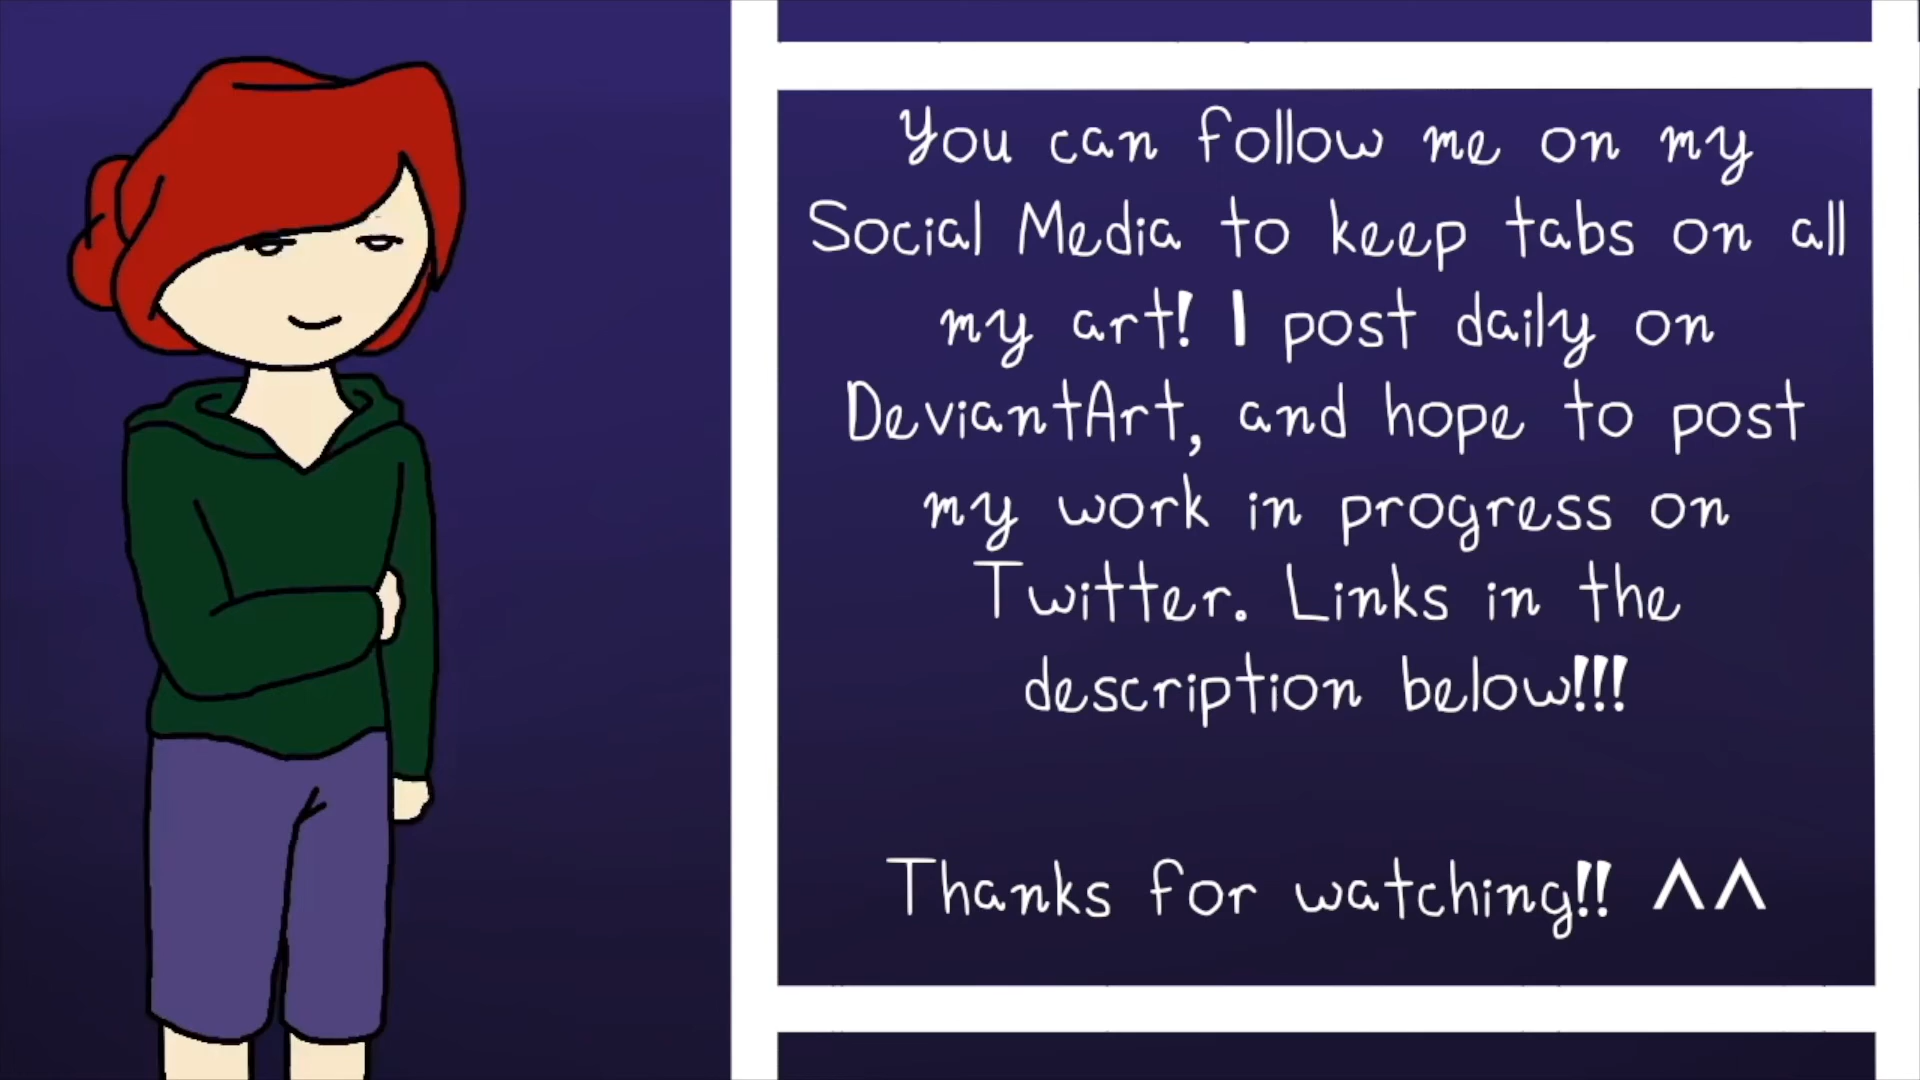 You can follow me on my
Social Media to keep tabs on all
my art! I post daily on
DeviantArt, and hope to post
my work in progress on
Twitter. Links in the
description below!!!
Thanks for watching!! ^^